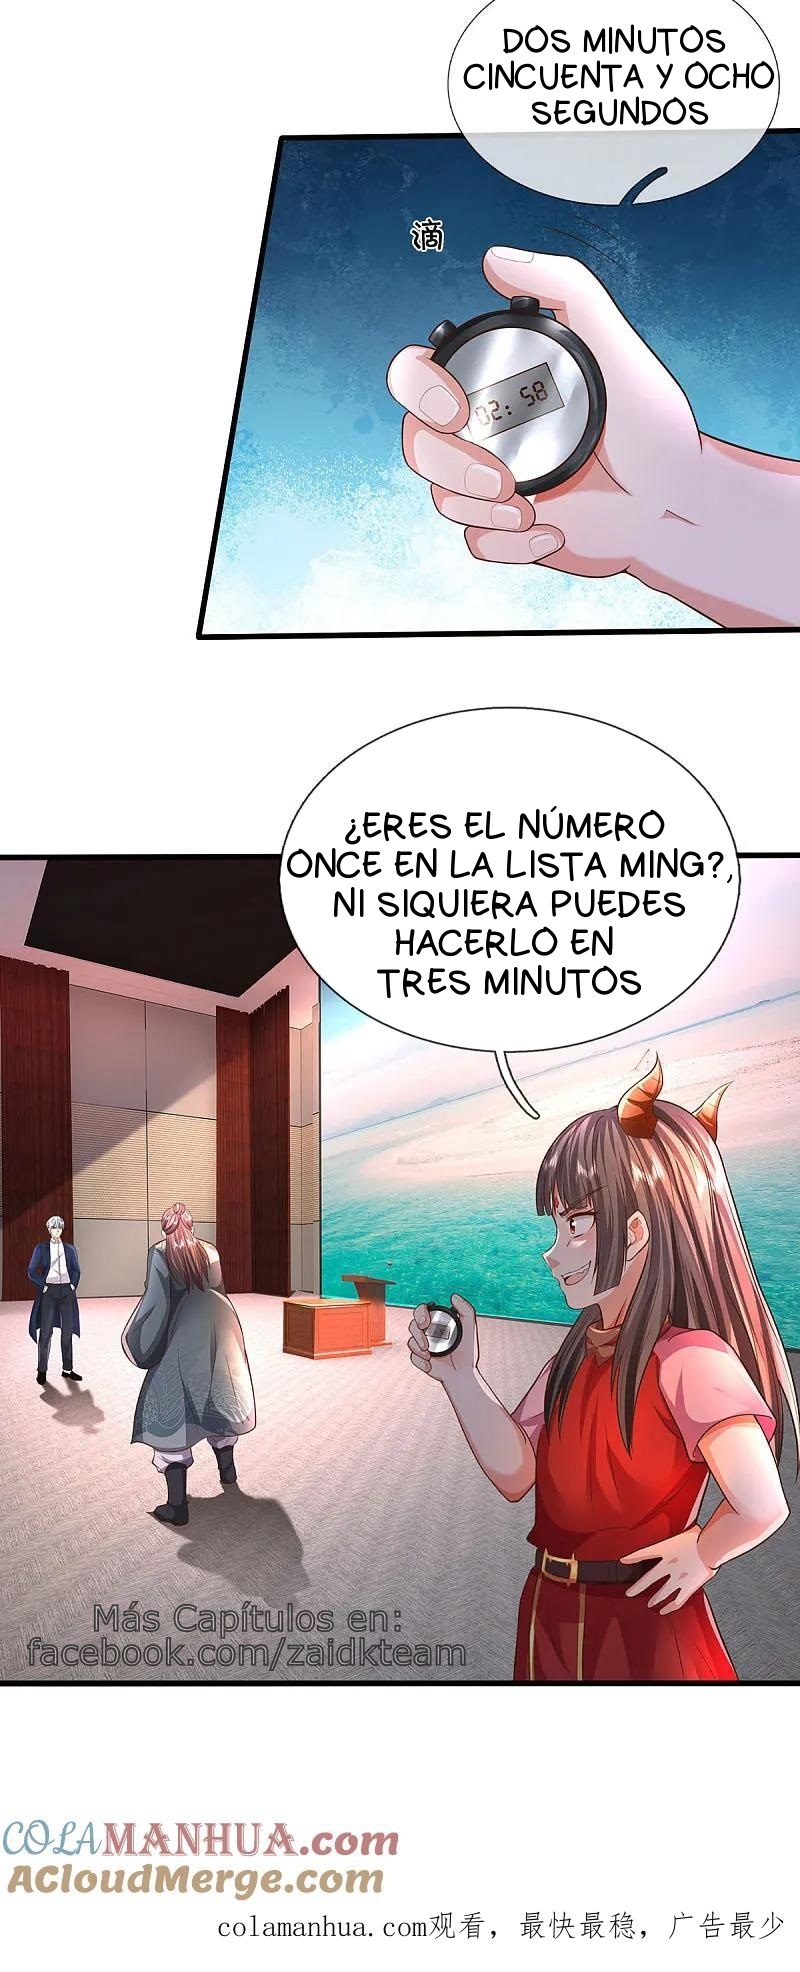 DOS MINUTOS
CINCUENTA Y OCHO
SEGUNDOS
滴
02:58
¿ERES EL NÚMERO
ONCE EN LA LISTA MING?,
NI SIQUIERA PUEDES
HACERLO EN
TRES MINUTOS
Más Capítulos en:
facebook.com/zaidkteam
COLAMANHUA.com
ACloudMerge.com
colamanhua.com观看，最快最稳，广告最少